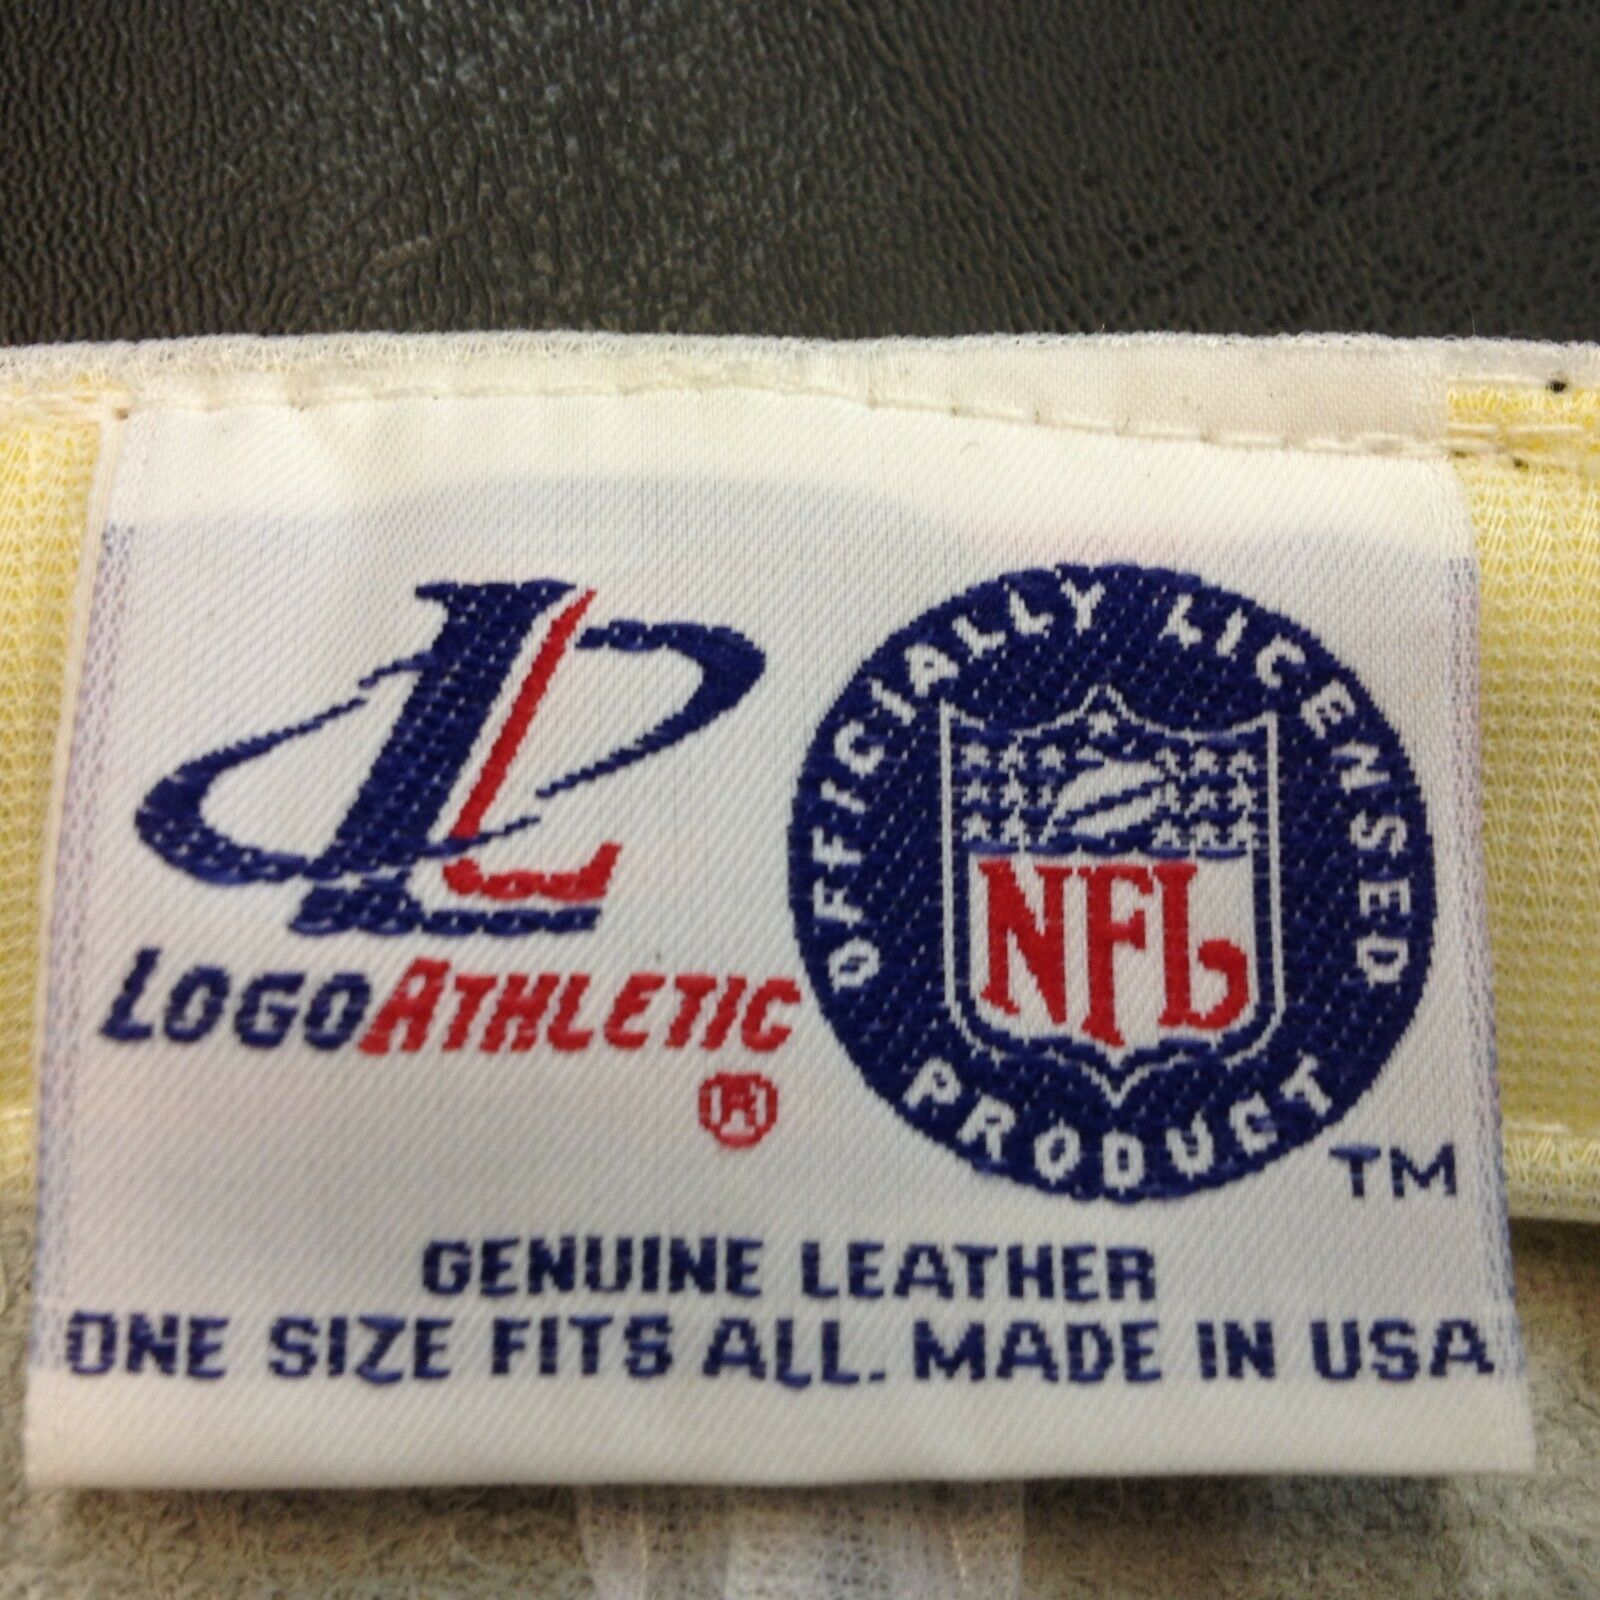 L
LOGOATHLETIC
®
OFFICIALLY LICENSED
NFL
PRODUCT
TM
GENUINE LEATHER
ONE SIZE FITS ALL. MADE IN USA